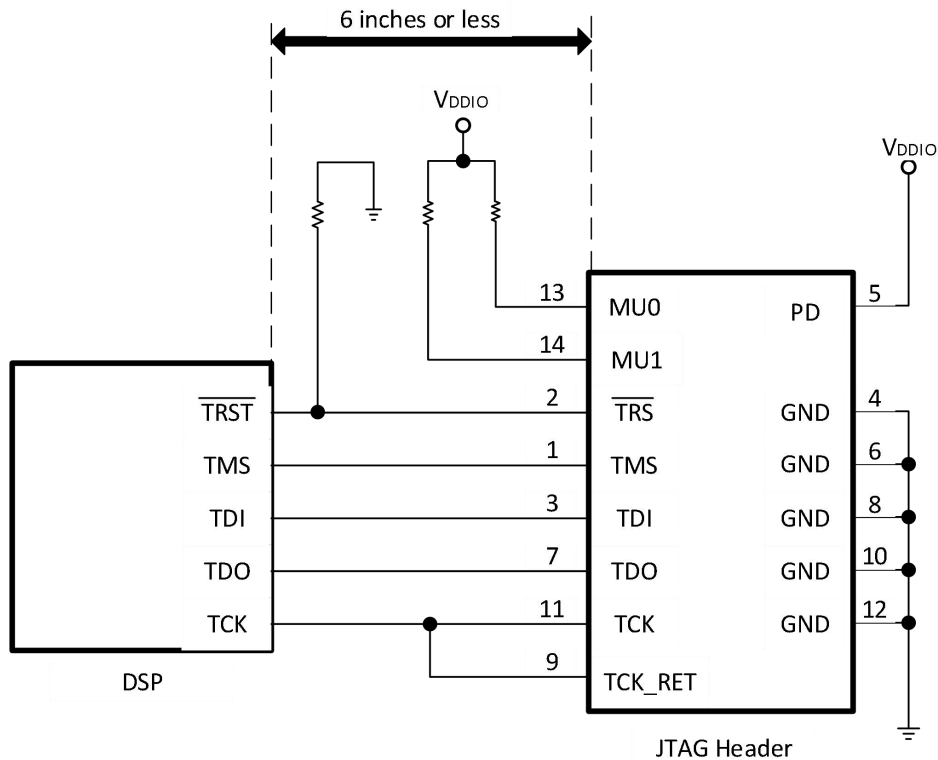 6 inches or less
VDDIO
VDDIO
13 MU0 PD 5
14 MU1
TRST 2 TRS GND 4
TMS 1 TMS GND 6
TDI 3 TDI GND 8
TDO 7 TDO GND 10
TCK 11 TCK GND 12
9 TCK_RET
DSP
JTAG Header